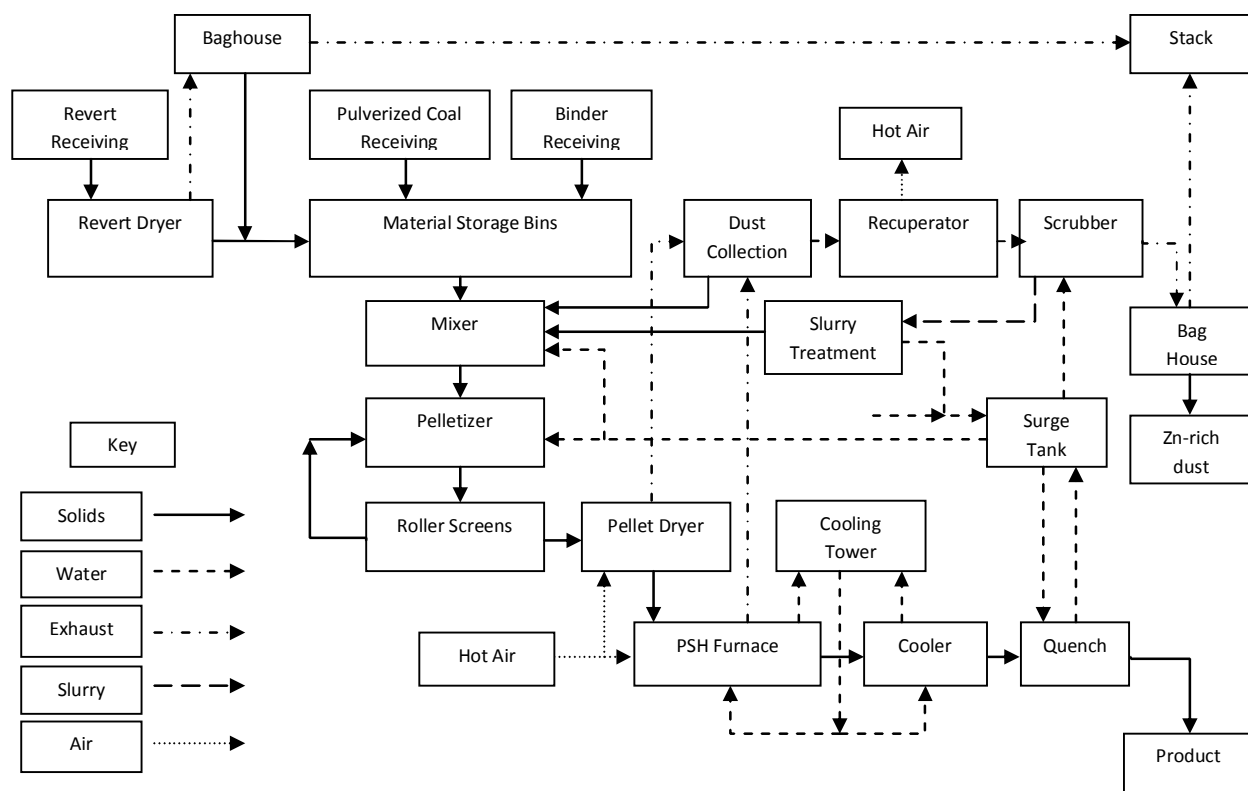 Baghouse
Stack
Revert
Receiving
Pulverized Coal
Receiving
Binder
Receiving
Hot Air
Revert Dryer
Material Storage Bins
Dust
Collection
Recuperator
Scrubber
Mixer
Slurry
Treatment
Bag
House
Pelletizer
Surge
Tank
Zn-rich
dust
Key
Solids
Roller Screens
Pellet Dryer
Cooling
Tower
Water
Exhaust
Hot Air
PSH Furnace
Cooler
Quench
Slurry
Air
Product